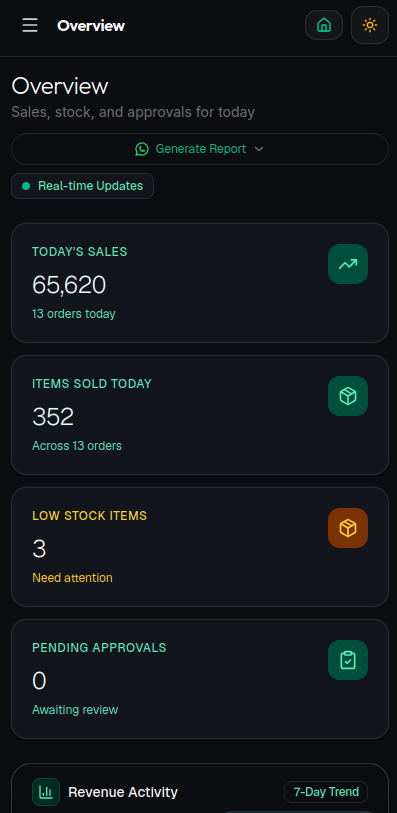 Overview
Overview
Sales, stock, and approvals for today
Generate Report
Real-time Updates
TODAY'S SALES
65,620
13 orders today
ITEMS SOLD TODAY
352
Across 13 orders
LOW STOCK ITEMS
3
Need attention
PENDING APPROVALS
0
Awaiting review
Revenue Activity
7-Day Trend